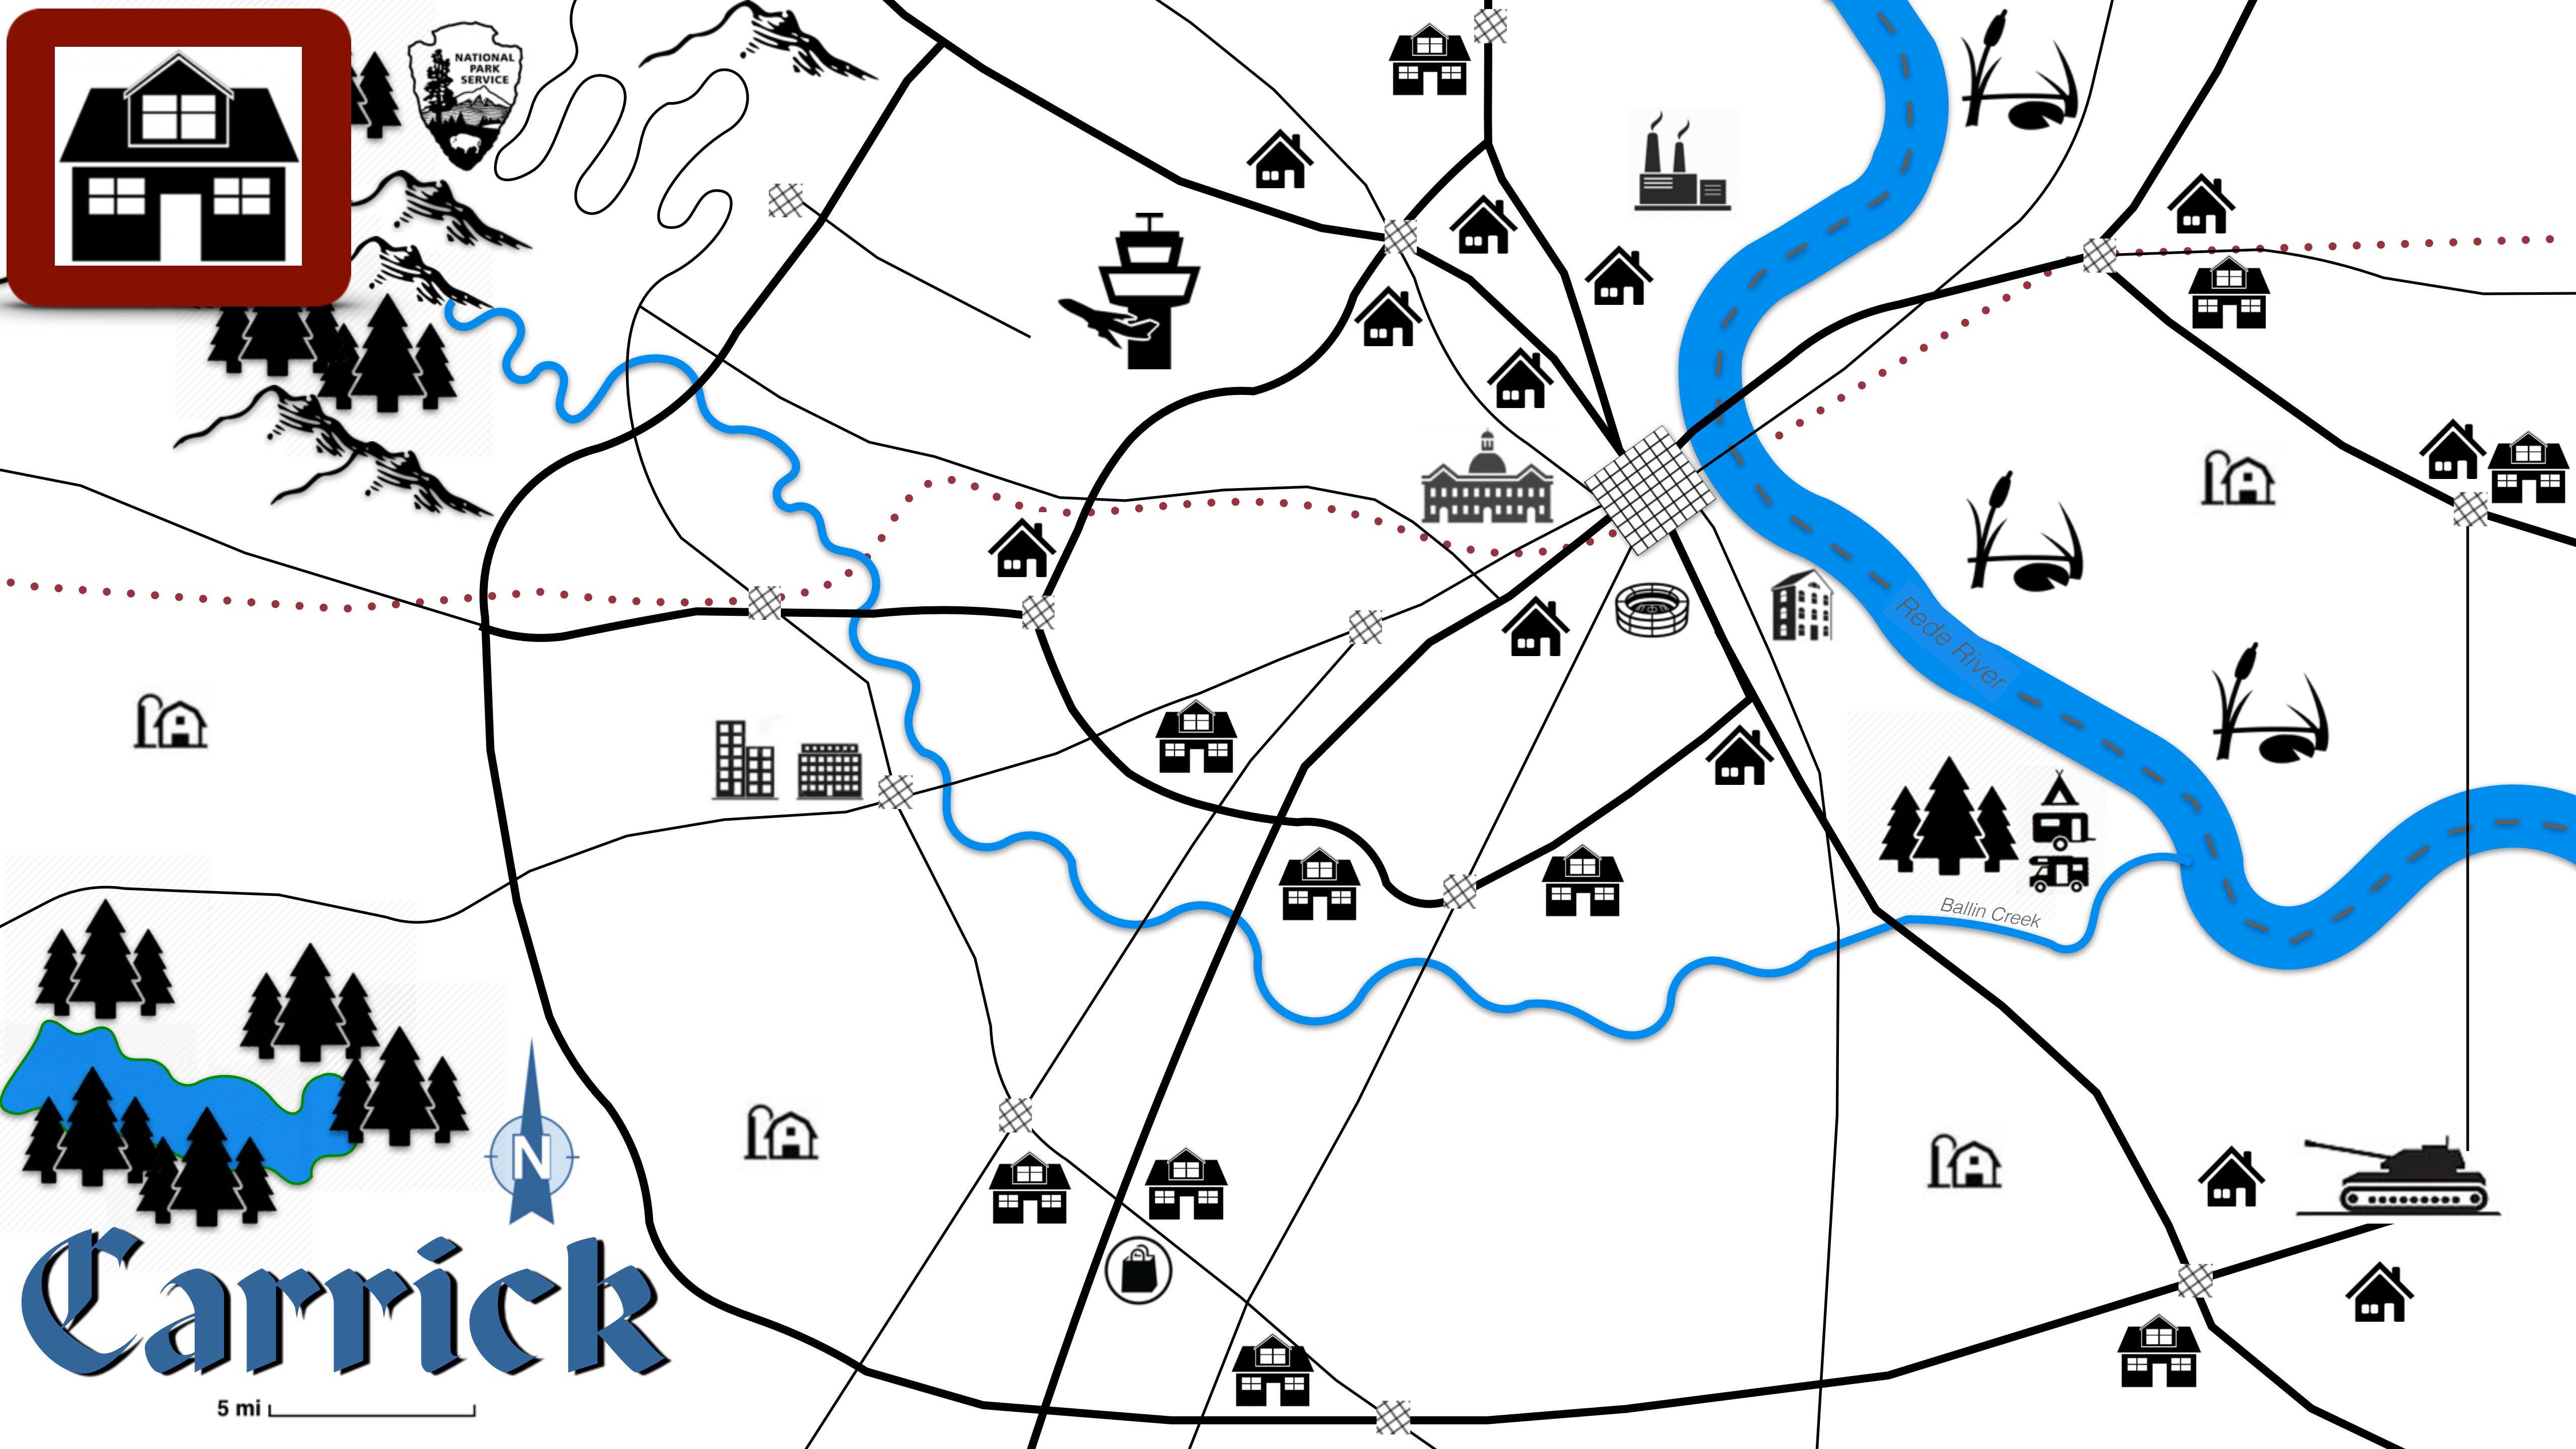 NATIONAL
PARK
SERVICE
Rede River
Ballin Creek
N
Carrick
5 mi